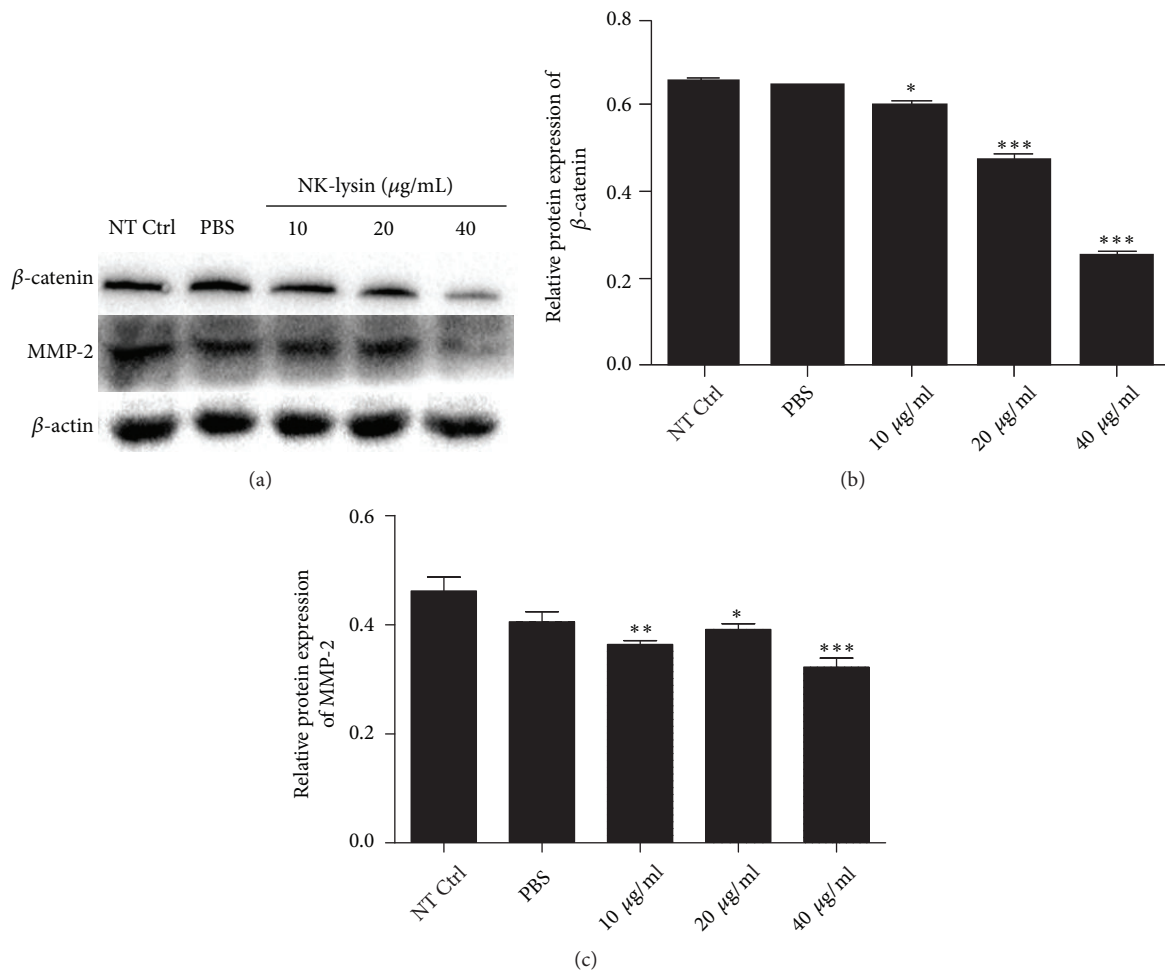 NK-lysin (μg/mL)
NT Ctrl PBS 10 20 40
β-catenin
MMP-2
β-actin
(a)
Relative protein expression of
β-catenin
0.8
0.6
0.4
0.2
0.0
*
***
***
NT Ctrl
PBS
10 μg/ml
20 μg/ml
40 μg/ml
(b)
Relative protein expression
of MMP-2
0.6
0.4
0.2
0.0
**
*
***
NT Ctrl
PBS
10 μg/ml
20 μg/ml
40 μg/ml
(c)